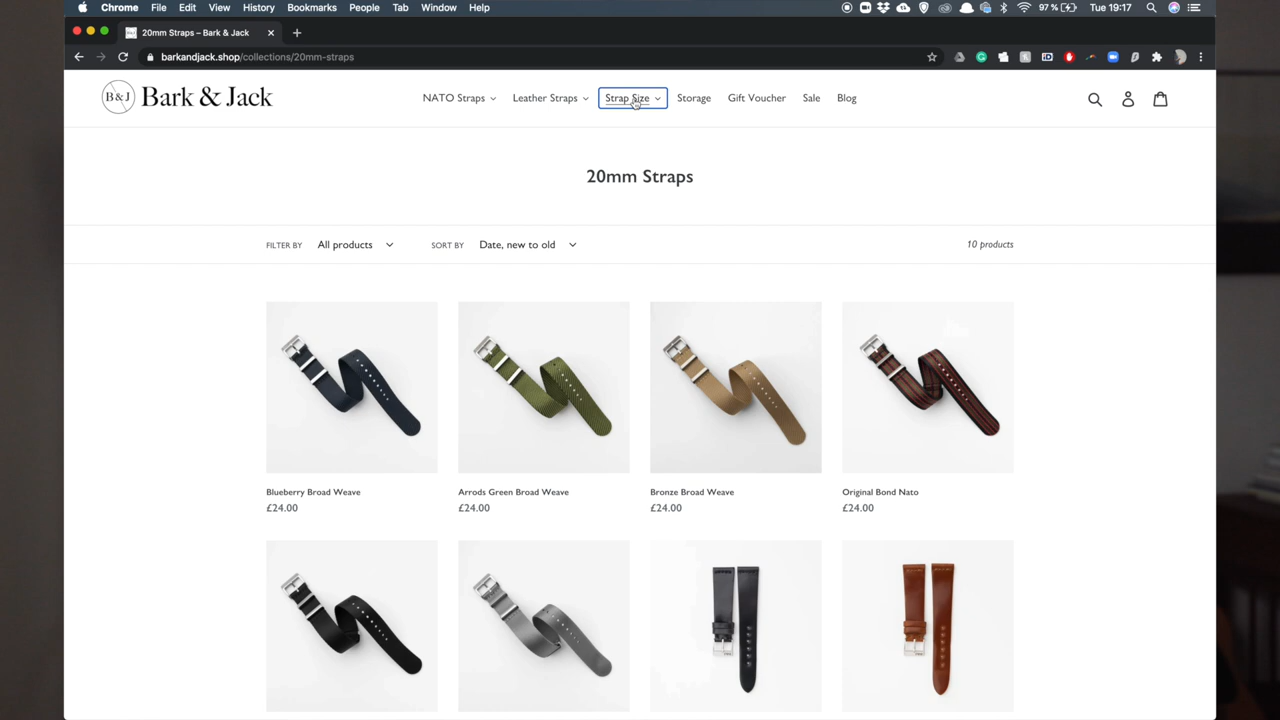 Chrome File Edit View History Bookmarks People Tab Window Help 97 % Tue 19:17
20mm Straps – Bark & Jack
barkandjack.shop/collections/20mm-straps
B&J Bark & Jack NATO Straps Leather Straps Strap Size Storage Gift Voucher Sale Blog
20mm Straps
FILTER BY All products SORT BY Date, new to old 10 products
Blueberry Broad Weave Arrods Green Broad Weave Bronze Broad Weave Original Bond Nato
£24.00 £24.00 £24.00 £24.00